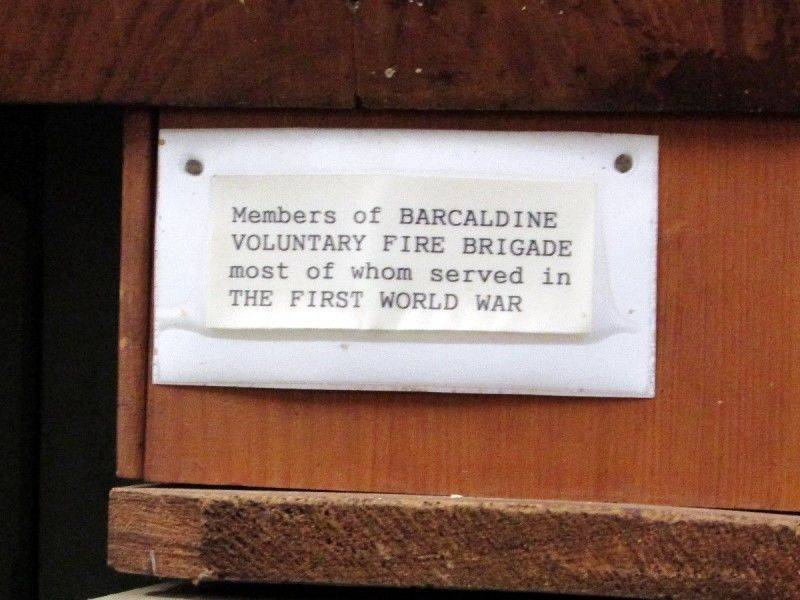 Members of BARCALDINE
VOLUNTARY FIRE BRIGADE
most of whom served in
THE FIRST WORLD WAR